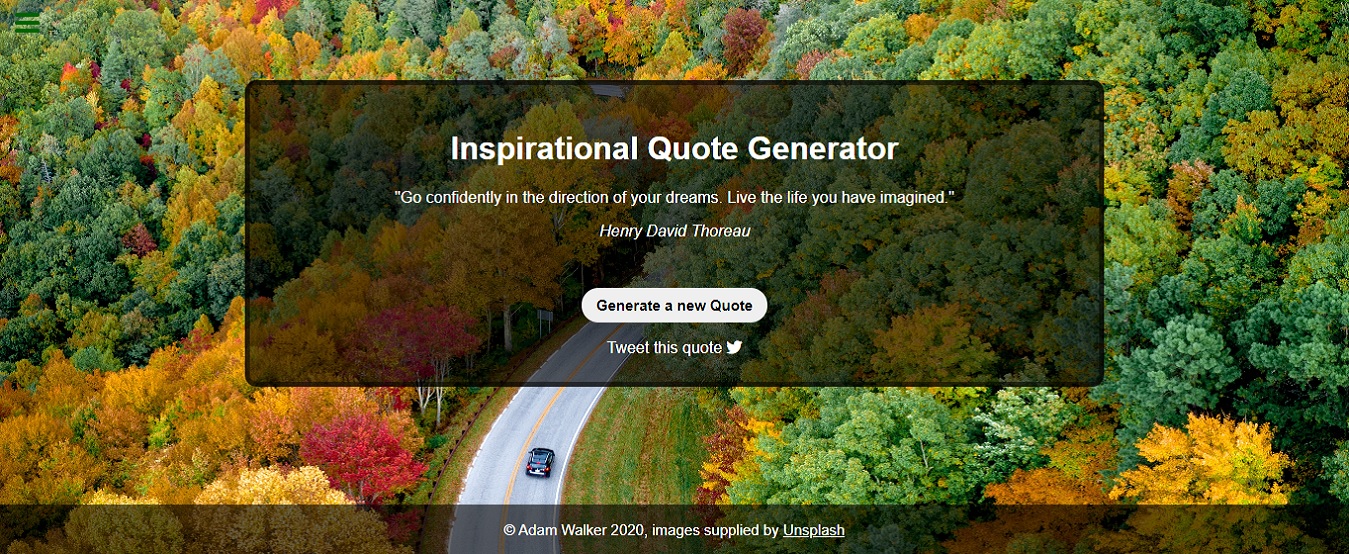 Inspirational Quote Generator
"Go confidently in the direction of your dreams. Live the life you have imagined."
Henry David Thoreau
Generate a new Quote
Tweet this quote
© Adam Walker 2020, images supplied by Unsplash